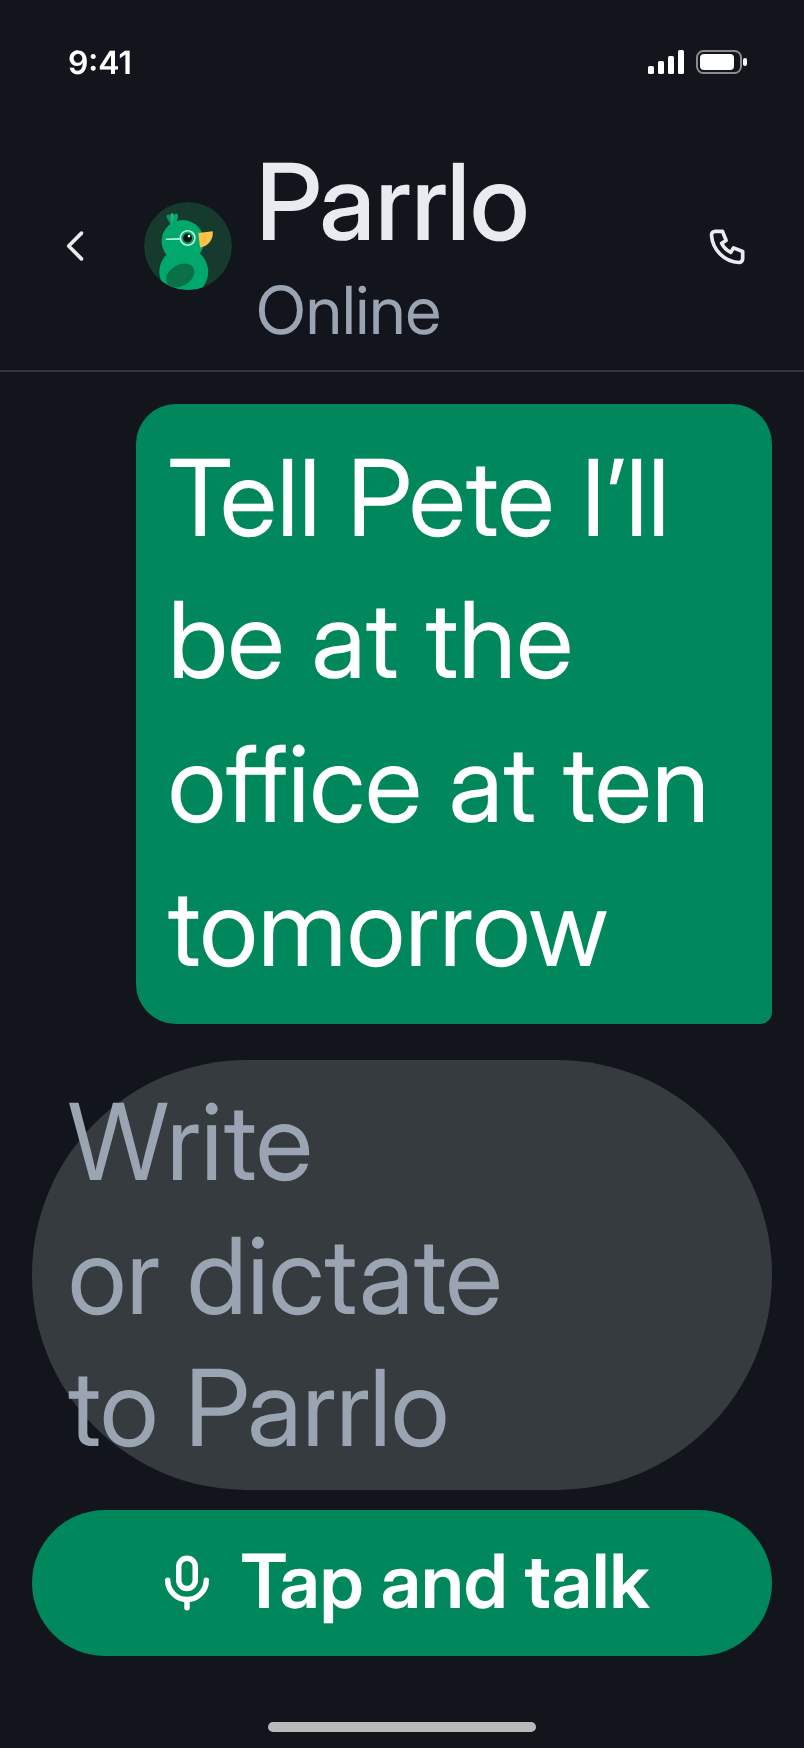 9:41
Parrlo
Online
Tell Pete I’ll
be at the
office at ten
tomorrow
Write
or dictate
to Parrlo
Tap and talk